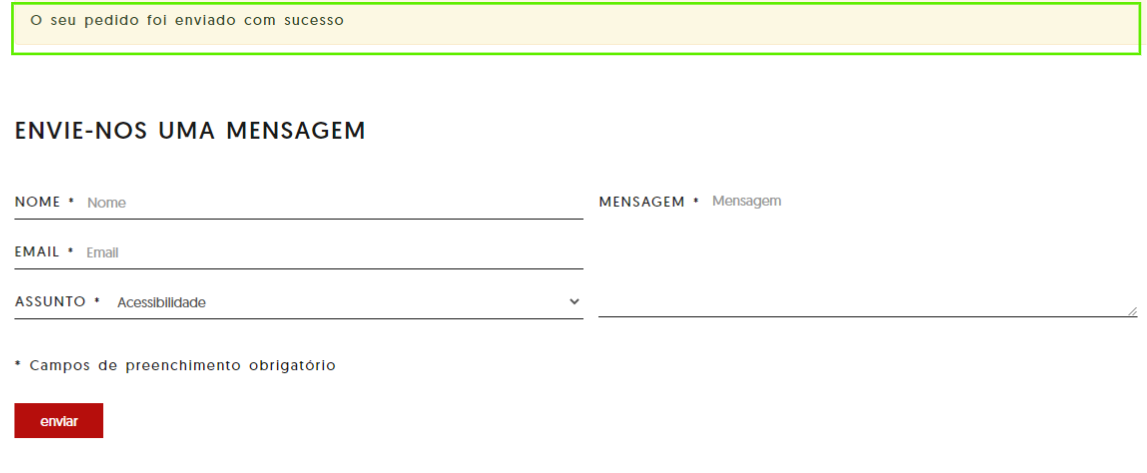 O seu pedido foi enviado com sucesso
ENVIE-NOS UMA MENSAGEM
NOME * Nome
EMAIL * Email
ASSUNTO * Acessibilidade
MENSAGEM * Mensagem
* Campos de preenchimento obrigatório
enviar